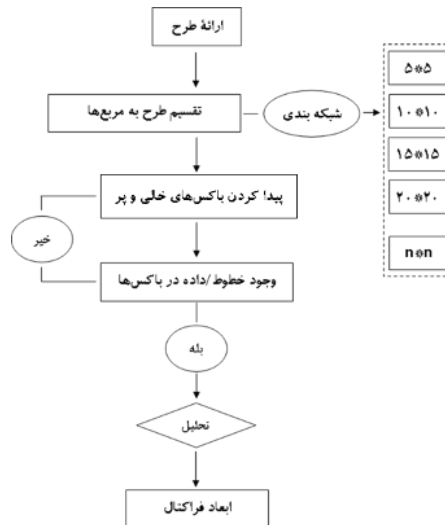 ارائهٔ طرح
تقسیم طرح به مربع‌ها
شبکه بندی
۵*۵
۱۰*۱۰
۱۵*۱۵
۲۰*۲۰
n*n
پیدا کردن باکس‌های خالی و پر
خیر
وجود خطوط/داده در باکس‌ها
بله
تحلیل
ابعاد فراکتال